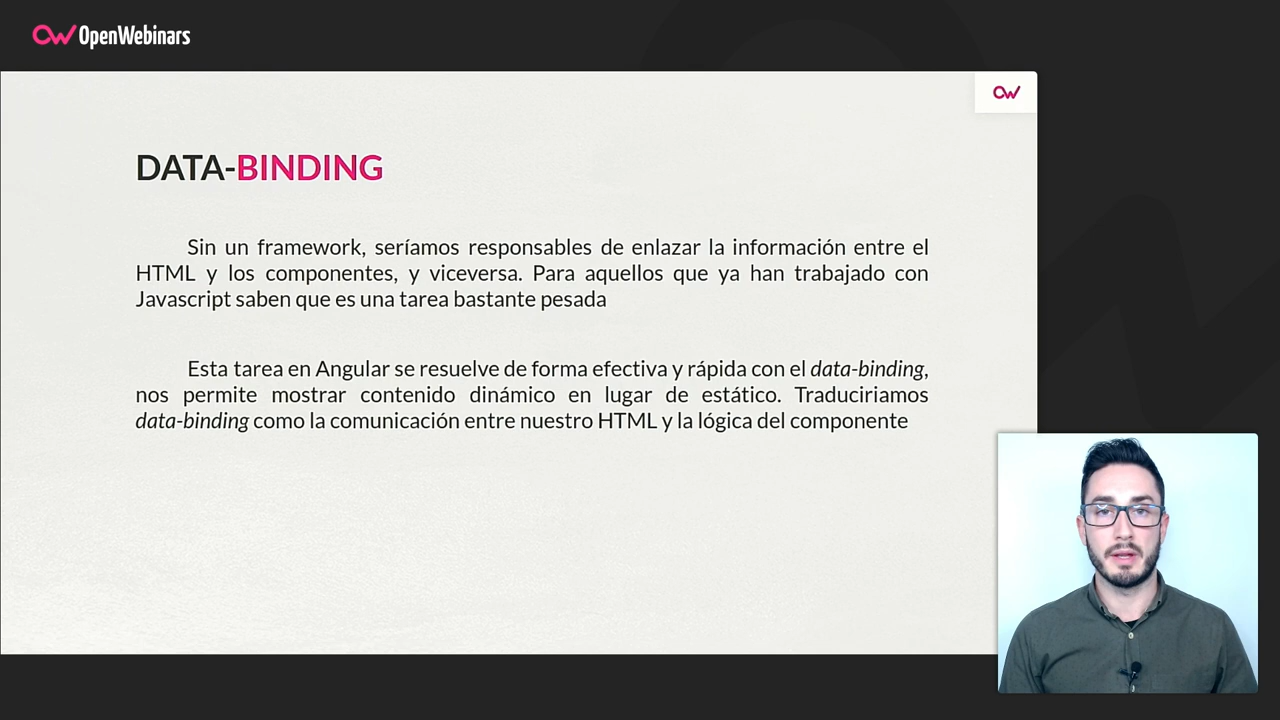 OpenWebinars
DATA-BINDING
Sin un framework, seríamos responsables de enlazar la información entre el
HTML y los componentes, y viceversa. Para aquellos que ya han trabajado con
Javascript saben que es una tarea bastante pesada
Esta tarea en Angular se resuelve de forma efectiva y rápida con el data-binding,
nos permite mostrar contenido dinámico en lugar de estático. Traduciriamos
data-binding como la comunicación entre nuestro HTML y la lógica del componente